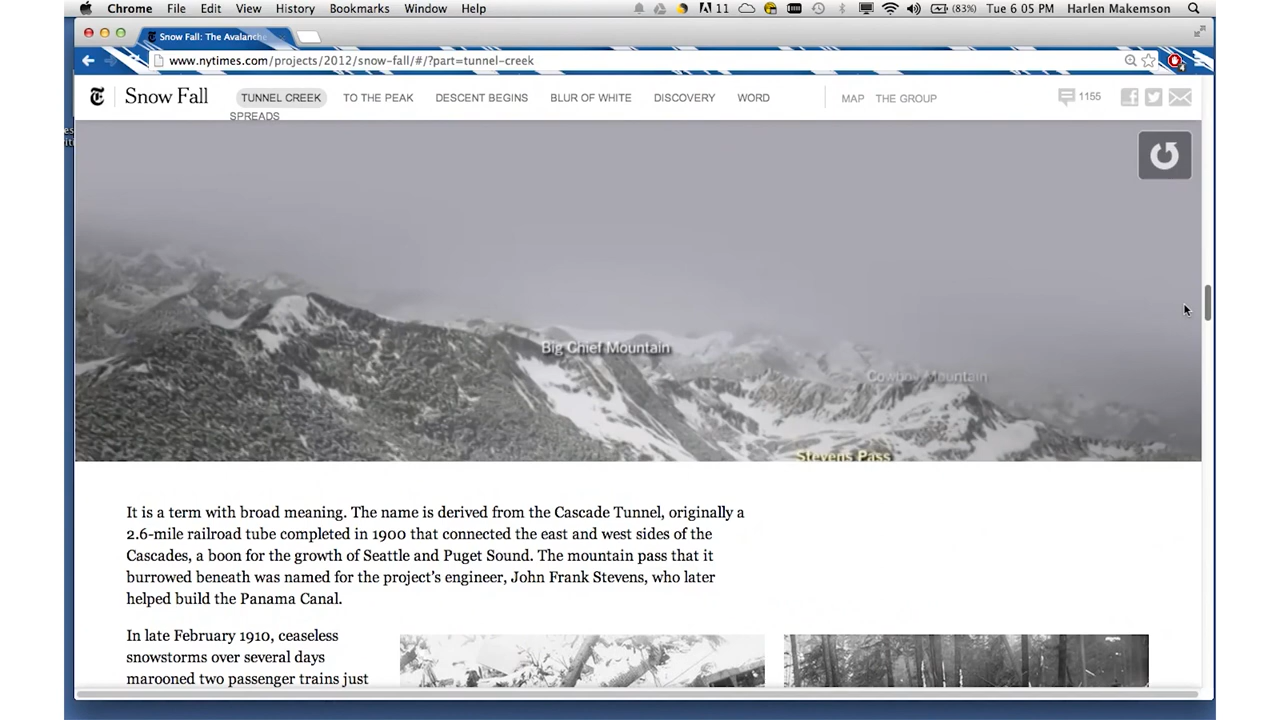 Chrome File Edit View History Bookmarks Window Help 11 (83%) Tue 6 05 PM Harlen Makemson
Snow Fall: The Avalanche
www.nytimes.com/projects/2012/snow-fall/#/?part=tunnel-creek
Snow Fall TUNNEL CREEK TO THE PEAK DESCENT BEGINS BLUR OF WHITE DISCOVERY WORD MAP THE GROUP 1155
SPREADS
Big Chief Mountain
Cowboy Mountain
Stevens Pass
It is a term with broad meaning. The name is derived from the Cascade Tunnel, originally a
2.6-mile railroad tube completed in 1900 that connected the east and west sides of the
Cascades, a boon for the growth of Seattle and Puget Sound. The mountain pass that it
burrowed beneath was named for the project's engineer, John Frank Stevens, who later
helped build the Panama Canal.
In late February 1910, ceaseless
snowstorms over several days
marooned two passenger trains just